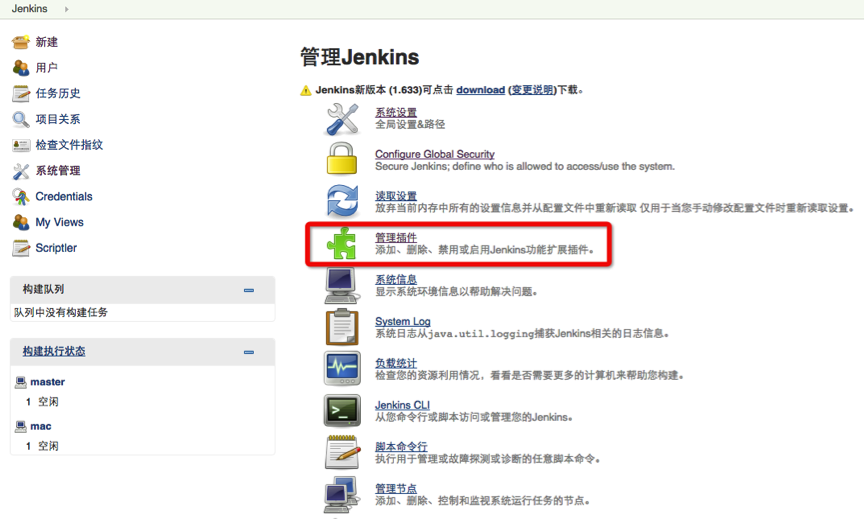 Jenkins
新建
用户
任务历史
项目关系
检查文件指纹
系统管理
Credentials
My Views
Scriptler
构建队列
队列中没有构建任务
构建执行状态
master
1 空闲
mac
1 空闲
管理Jenkins
Jenkins新版本 (1.633)可点击 download (变更说明)下载。
系统设置
全局设置&路径
Configure Global Security
Secure Jenkins; define who is allowed to access/use the system.
读取设置
放弃当前内存中所有的设置信息并从配置文件中重新读取 仅用于当您手动修改配置文件时重新读取设置。
管理插件
添加、删除、禁用或启用Jenkins功能扩展插件。
系统信息
显示系统环境信息以帮助解决问题。
System Log
系统日志从java.util.logging捕获Jenkins相关的日志信息。
负载统计
检查您的资源利用情况，看看是否需要更多的计算机来帮助您构建。
Jenkins CLI
从您命令行或脚本访问或管理您的Jenkins。
脚本命令行
执行用于管理或故障探测或诊断的任意脚本命令。
管理节点
添加、删除、控制和监视系统运行任务的节点。